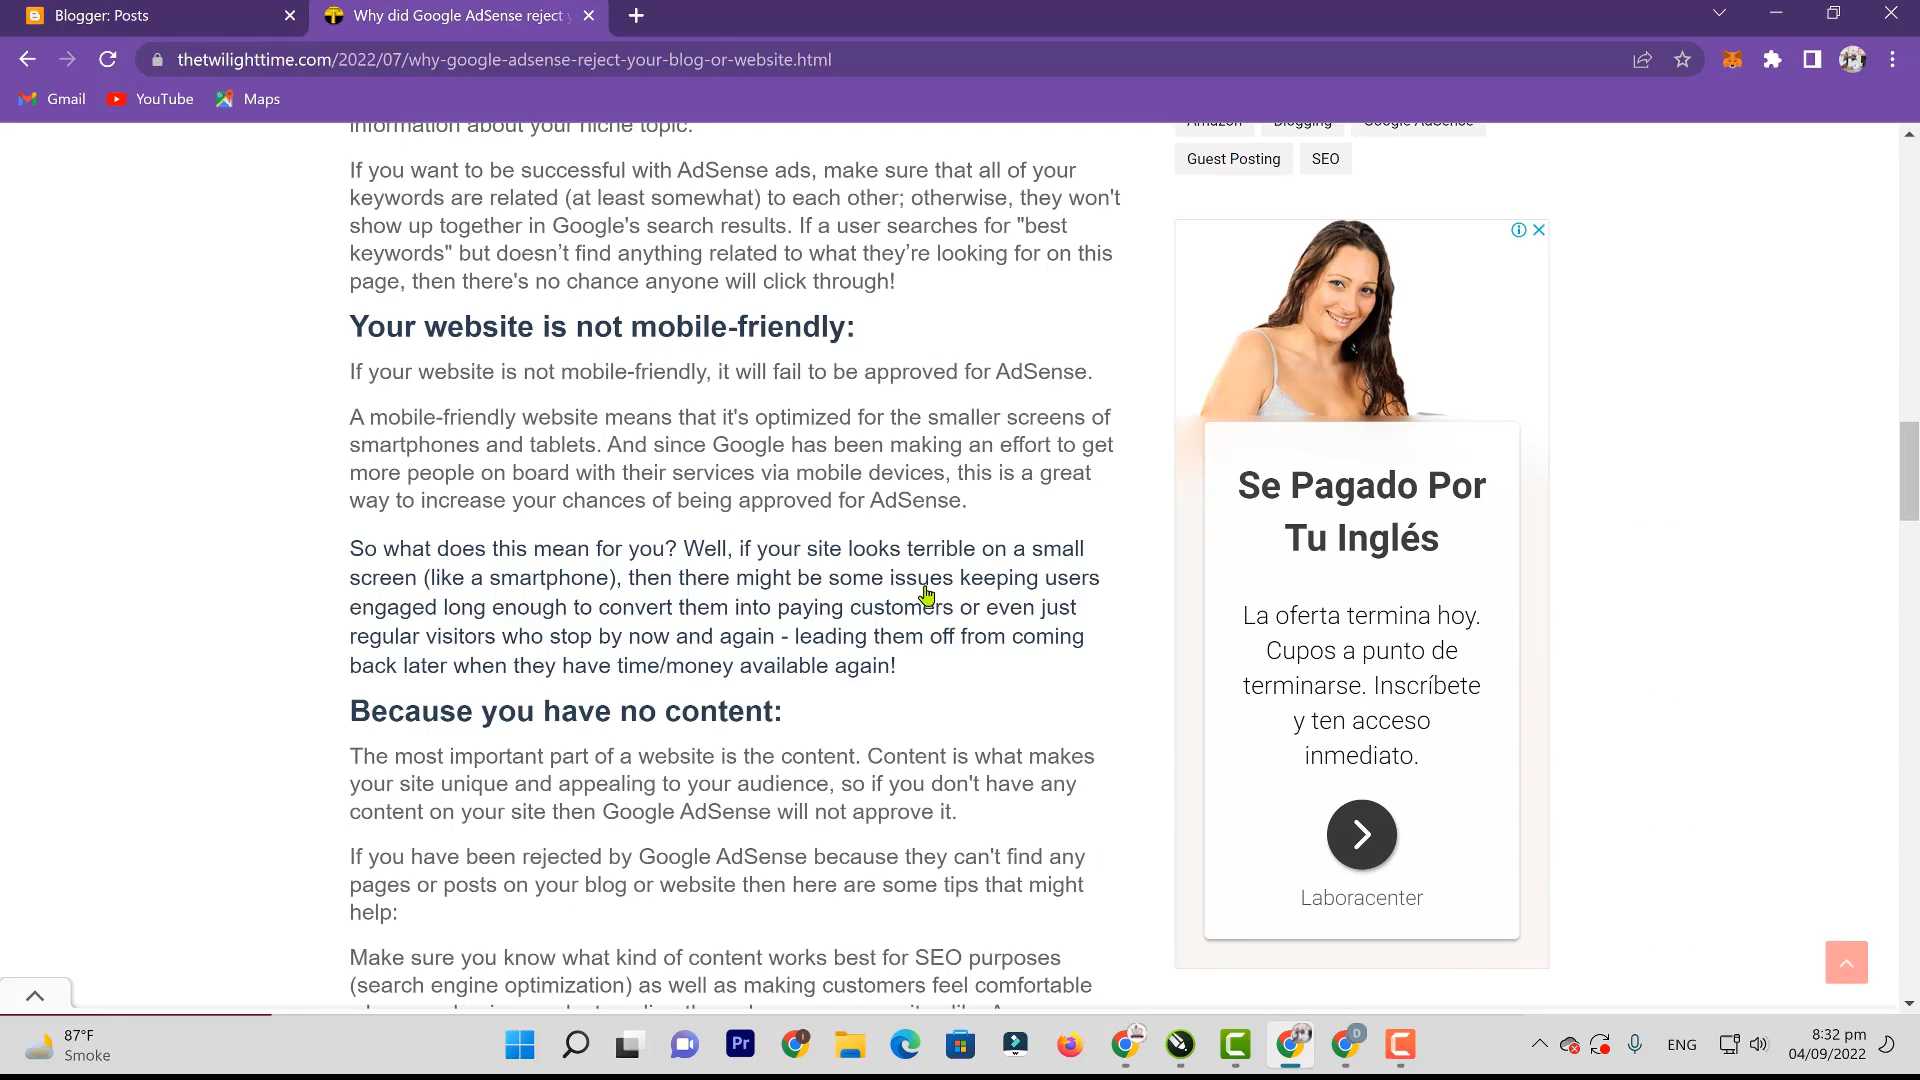 Blogger: Posts
Why did Google AdSense reject
thetwilighttime.com/2022/07/why-google-adsense-reject-your-blog-or-website.html
Gmail
YouTube
Maps
information about your niche topic.
If you want to be successful with AdSense ads, make sure that all of your
keywords are related (at least somewhat) to each other; otherwise, they won't
show up together in Google's search results. If a user searches for "best
keywords" but doesn’t find anything related to what they’re looking for on this
page, then there's no chance anyone will click through!
Your website is not mobile-friendly:
If your website is not mobile-friendly, it will fail to be approved for AdSense.
A mobile-friendly website means that it's optimized for the smaller screens of
smartphones and tablets. And since Google has been making an effort to get
more people on board with their services via mobile devices, this is a great
way to increase your chances of being approved for AdSense.
So what does this mean for you? Well, if your site looks terrible on a small
screen (like a smartphone), then there might be some issues keeping users
engaged long enough to convert them into paying customers or even just
regular visitors who stop by now and again - leading them off from coming
back later when they have time/money available again!
Because you have no content:
The most important part of a website is the content. Content is what makes
your site unique and appealing to your audience, so if you don't have any
content on your site then Google AdSense will not approve it.
If you have been rejected by Google AdSense because they can't find any
pages or posts on your blog or website then here are some tips that might
help:
Make sure you know what kind of content works best for SEO purposes
(search engine optimization) as well as making customers feel comfortable
Amazon
Blogging
Google AdSense
Guest Posting
SEO
Se Pagado Por
Tu Inglés
La oferta termina hoy.
Cupos a punto de
terminarse. Inscríbete
y ten acceso
inmediato.
Laboracenter
87°F
Smoke
Pr
D
ENG
8:32 pm
04/09/2022